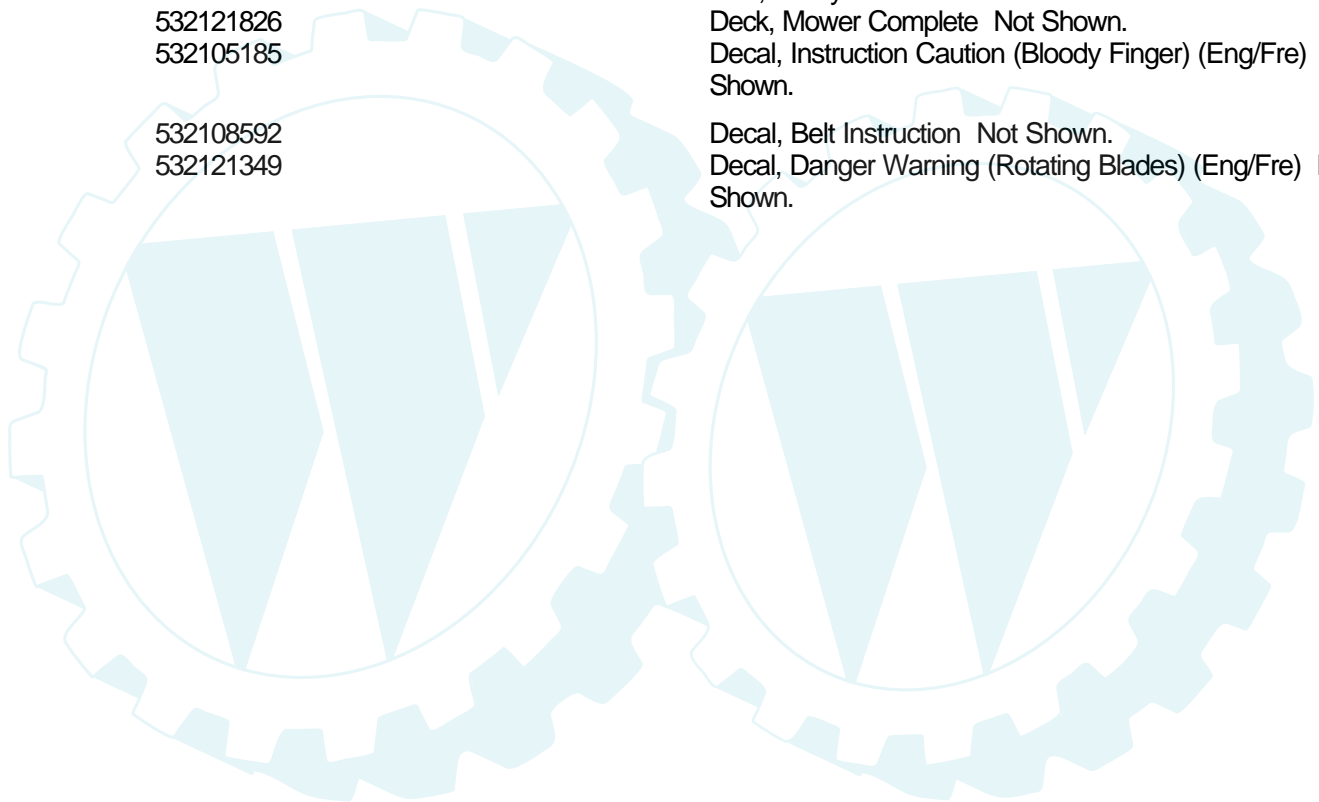 532121826 Deck, Mower Complete Not Shown.
532105185 Decal, Instruction Caution (Bloody Finger) (Eng/Fre)
Shown.
532108592 Decal, Belt Instruction Not Shown.
532121349 Decal, Danger Warning (Rotating Blades) (Eng/Fre)
Shown.